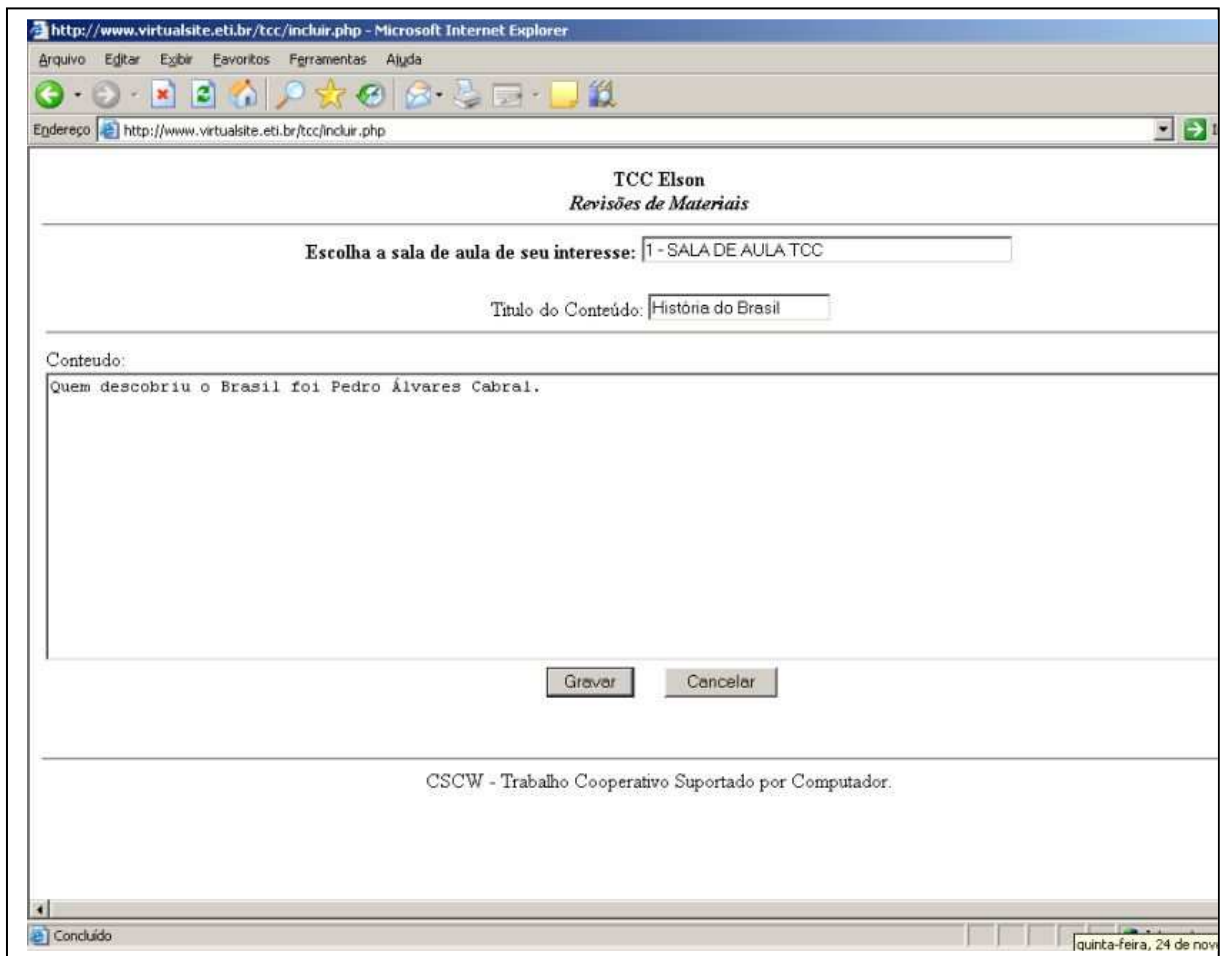 http://www.virtualsite.eti.br/tcc/incluir.php - Microsoft Internet Explorer
Arquivo Editar Exibir Favoritos Ferramentas Ajuda
Endereço http://www.virtualsite.eti.br/tcc/incluir.php
TCC Elson
Revisões de Materiais
Escolha a sala de aula de seu interesse: 1 - SALA DE AULA TCC
Titulo do Conteúdo: História do Brasil
Conteudo:
Quem descobriu o Brasil foi Pedro Álvares Cabral.
Gravar Cancelar
CSCW - Trabalho Cooperativo Suportado por Computador.
Concluído
quinta-feira, 24 de nov